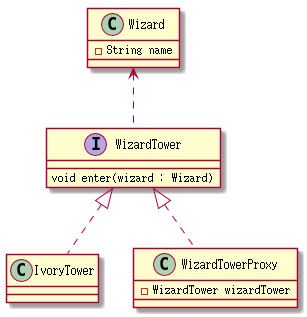 C Wizard
String name
I WizardTower
void enter(wizard : Wizard)
C IvoryTower
C WizardTowerProxy
WizardTower wizardTower